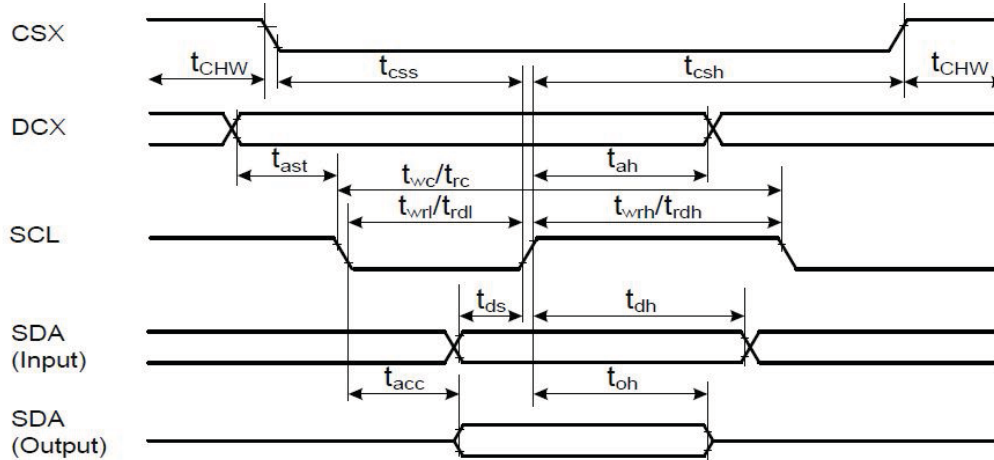 CSX
tCHW tcss tcsh tCHW
DCX
tast tah
twc/trc
twrl/trdl twrh/trdh
SCL
tds tdh
SDA
(Input)
tacc toh
SDA
(Output)